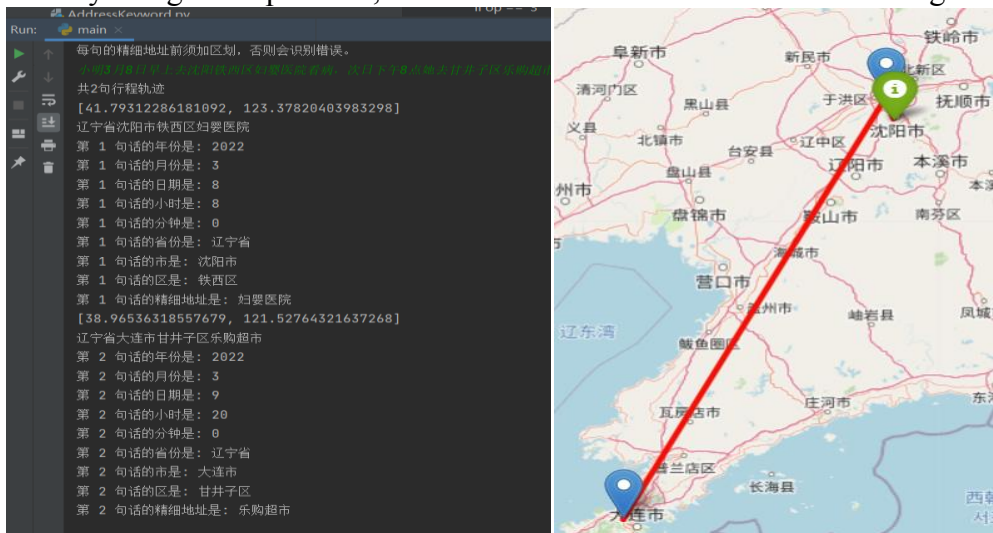 AddressKeyword.py
Run:
main ×
每句的精细地址前须加区划，否则会识别错误。
小明3月8日早上去沈阳铁西区妇婴医院看病，次日下午8点她去甘井子区乐购超市
共2句行程轨迹
[41.79312286181092, 123.37820403983298]
辽宁省沈阳市铁西区妇婴医院
第 1 句话的年份是: 2022
第 1 句话的月份是: 3
第 1 句话的日期是: 8
第 1 句话的小时是: 8
第 1 句话的分钟是: 0
第 1 句话的省份是: 辽宁省
第 1 句话的市是: 沈阳市
第 1 句话的区是: 铁西区
第 1 句话的精细地址是: 妇婴医院
[38.96536318557679, 121.52764321637268]
辽宁省大连市甘井子区乐购超市
第 2 句话的年份是: 2022
第 2 句话的月份是: 3
第 2 句话的日期是: 9
第 2 句话的小时是: 20
第 2 句话的分钟是: 0
第 2 句话的省份是: 辽宁省
第 2 句话的市是: 大连市
第 2 句话的区是: 甘井子区
第 2 句话的精细地址是: 乐购超市
铁岭市
阜新市
新民市
北新区
清河门区
于洪区
抚顺市
黑山县
义县
沈阳市
北镇市
辽中区
台安县
辽阳市
本溪市
盘山县
本溪
州市
盘锦市
鞍山市
南芬区
海城市
营口市
盖州市
岫岩县
凤城
辽东湾
鲅鱼圈区
庄河市
东港
瓦房店市
普兰店区
长海县
大连市
西朝